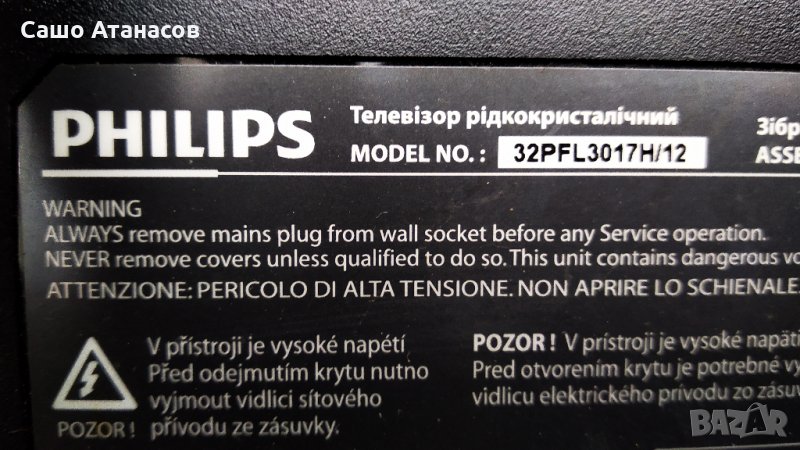 Сашо Атанасов
PHILIPS
Телевізор рідкокристалічний
MODEL NO. : 32PFL3017H/12
WARNING
ALWAYS remove mains plug from wall socket before any Service operation.
NEVER remove covers unless qualified to do so. This unit contains dangerous
ATTENZIONE: PERICOLO DI ALTA TENSIONE. NON APRIRE LO SCHIENALE.
V přístroji je vysoké napětí
Před odejmutím krytu nutno
vyjmout vidlici síťového
přívodu ze zásuvky.
POZOR !
POZOR ! V prístroji je vysoké napätí
Pred otvorením krytu je potrebné
vidlicu elektrického prívodu zo
BAZAR